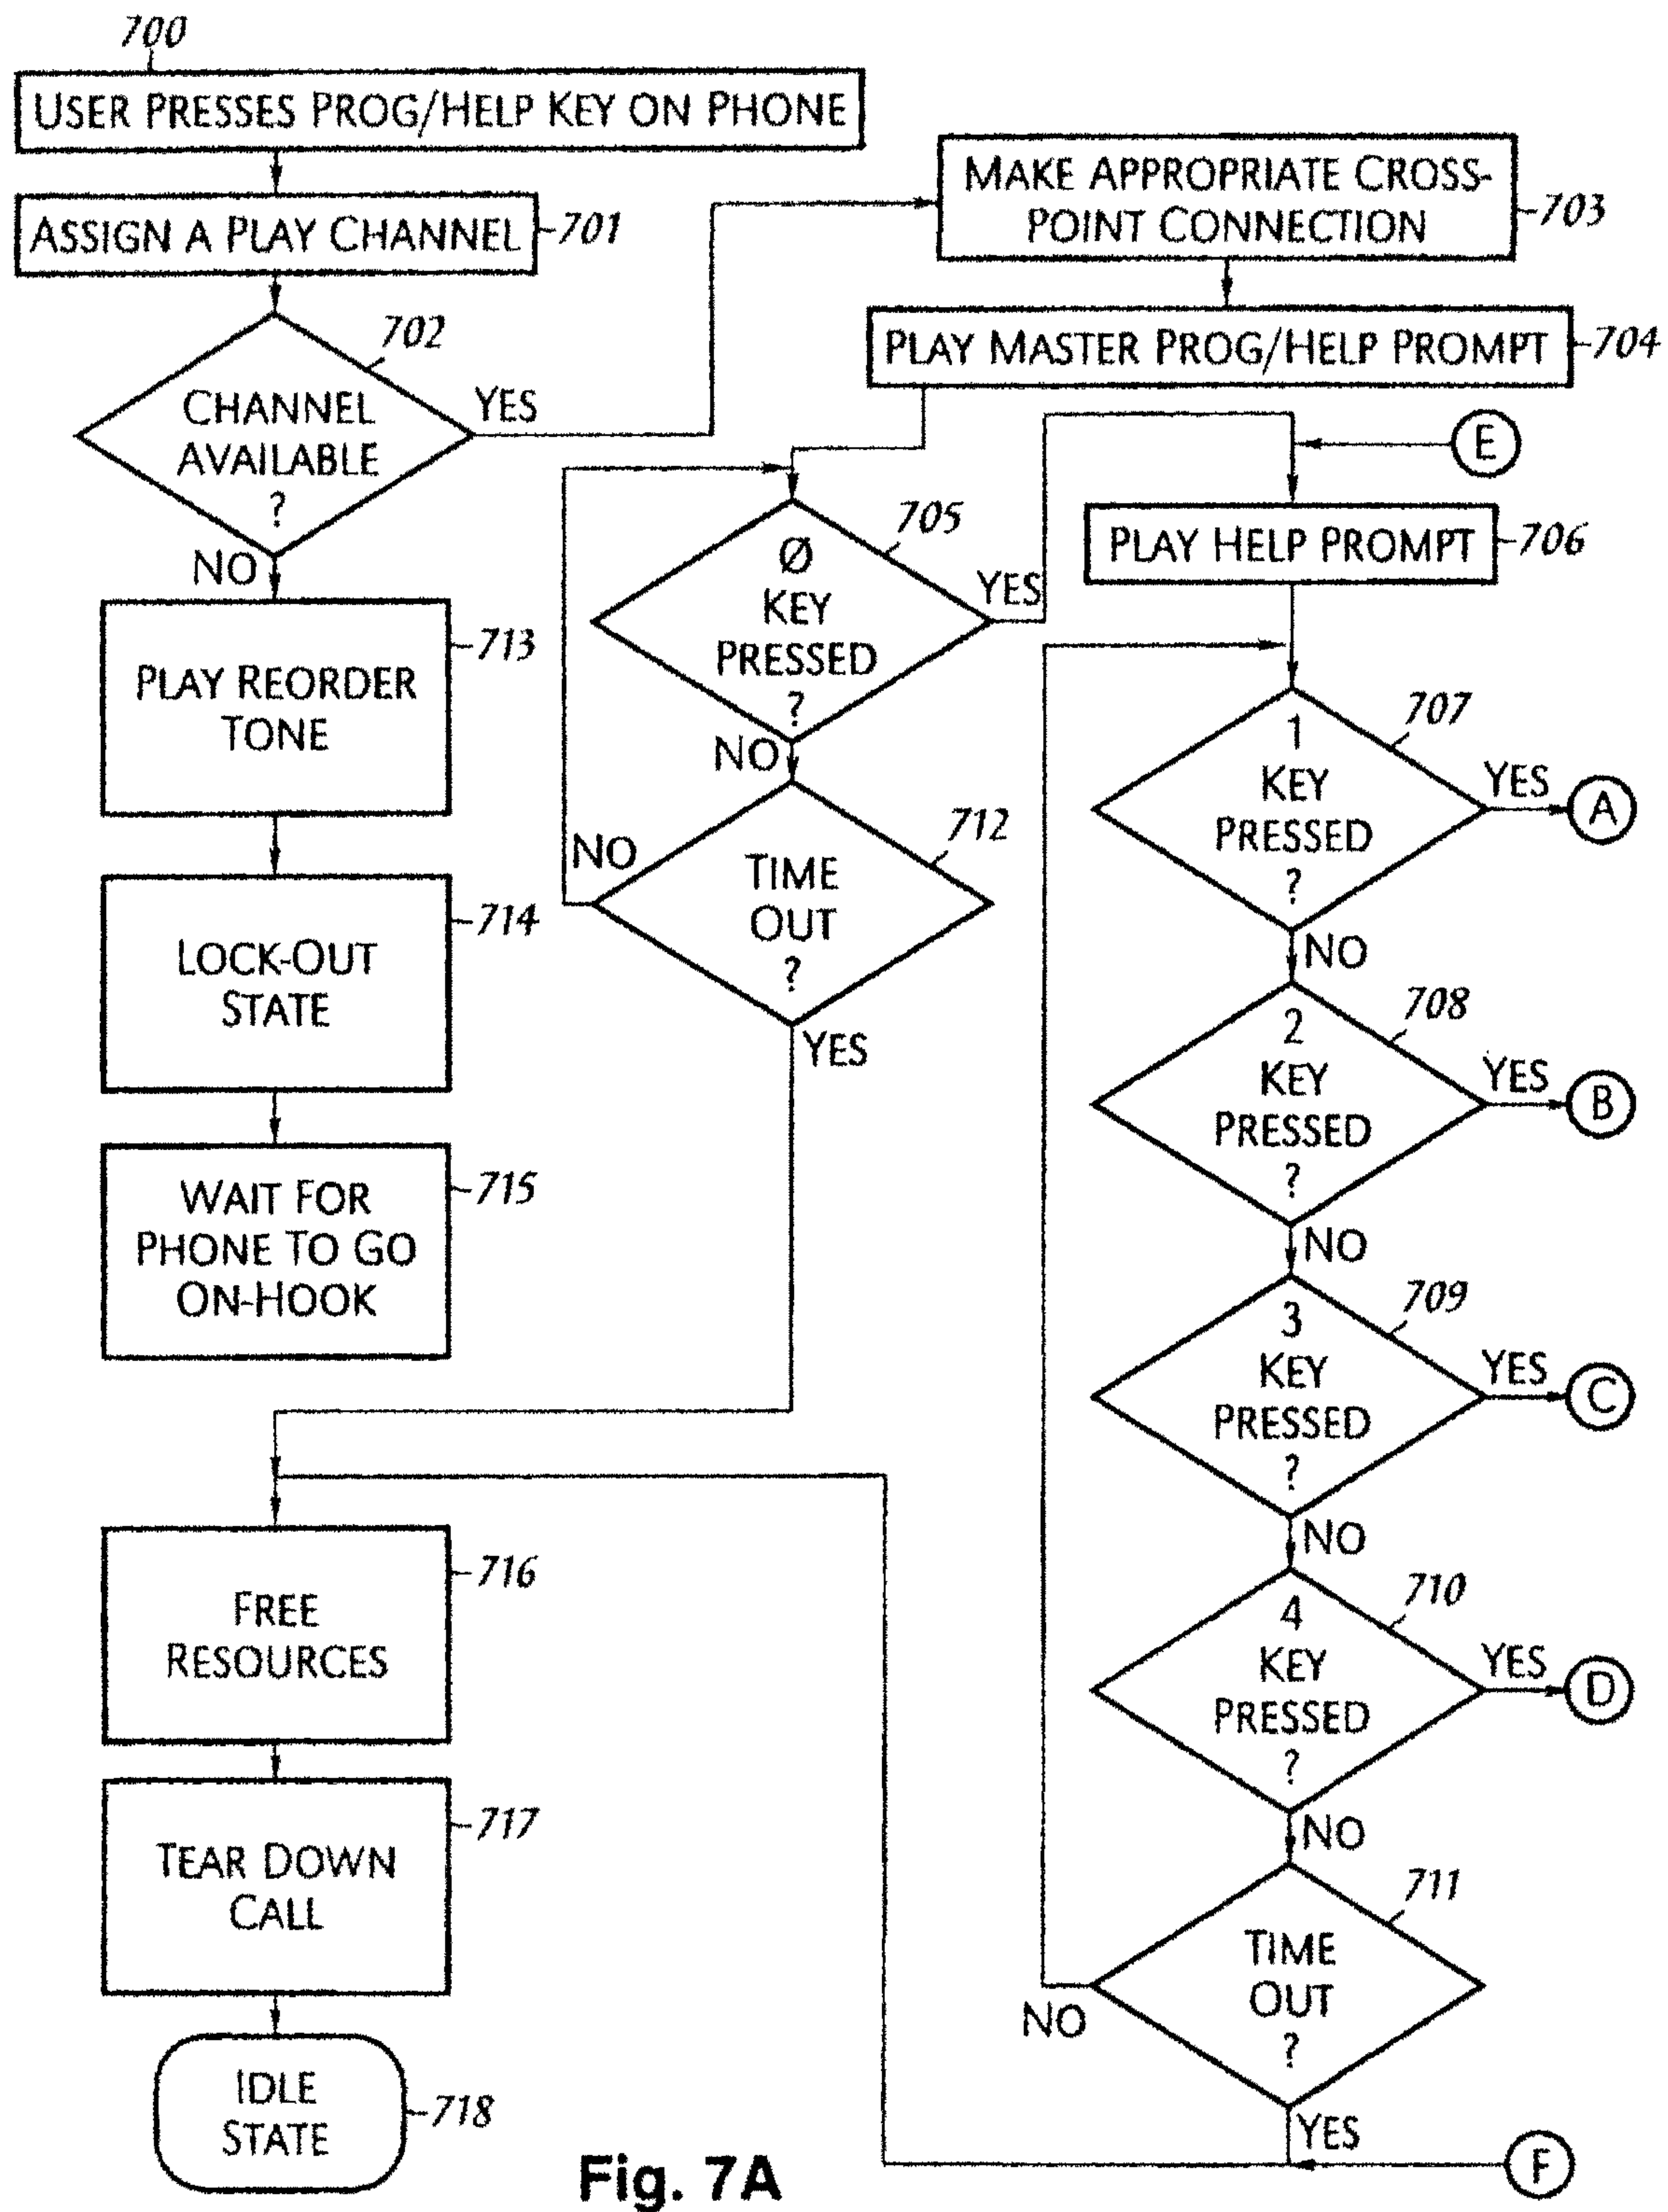 700
USER PRESSES PROG/HELP KEY ON PHONE
ASSIGN A PLAY CHANNEL
701
702
CHANNEL
AVAILABLE
?
YES
NO
MAKE APPROPRIATE CROSS-
POINT CONNECTION
703
PLAY MASTER PROG/HELP PROMPT
704
705
Ø
KEY
PRESSED
?
YES
NO
E
PLAY HELP PROMPT
706
PLAY REORDER
TONE
713
712
TIME
OUT
?
NO
YES
LOCK-OUT
STATE
714
WAIT FOR
PHONE TO GO
ON-HOOK
715
707
1
KEY
PRESSED
?
YES
A
NO
708
2
KEY
PRESSED
?
YES
B
NO
709
3
KEY
PRESSED
?
YES
C
NO
710
4
KEY
PRESSED
?
YES
D
NO
711
TIME
OUT
?
NO
YES
F
FREE
RESOURCES
716
TEAR DOWN
CALL
717
IDLE
STATE
718
Fig. 7A